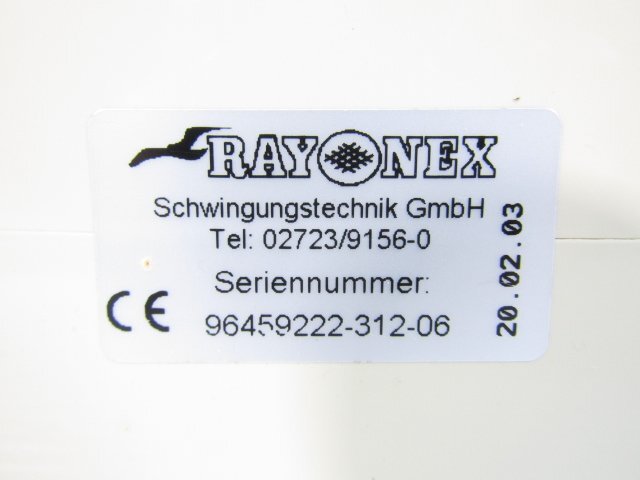 RAYONEX
Schwingungstechnik GmbH
Tel: 02723/9156-0
Seriennummer:
CE 96459222-312-06
20.02.03